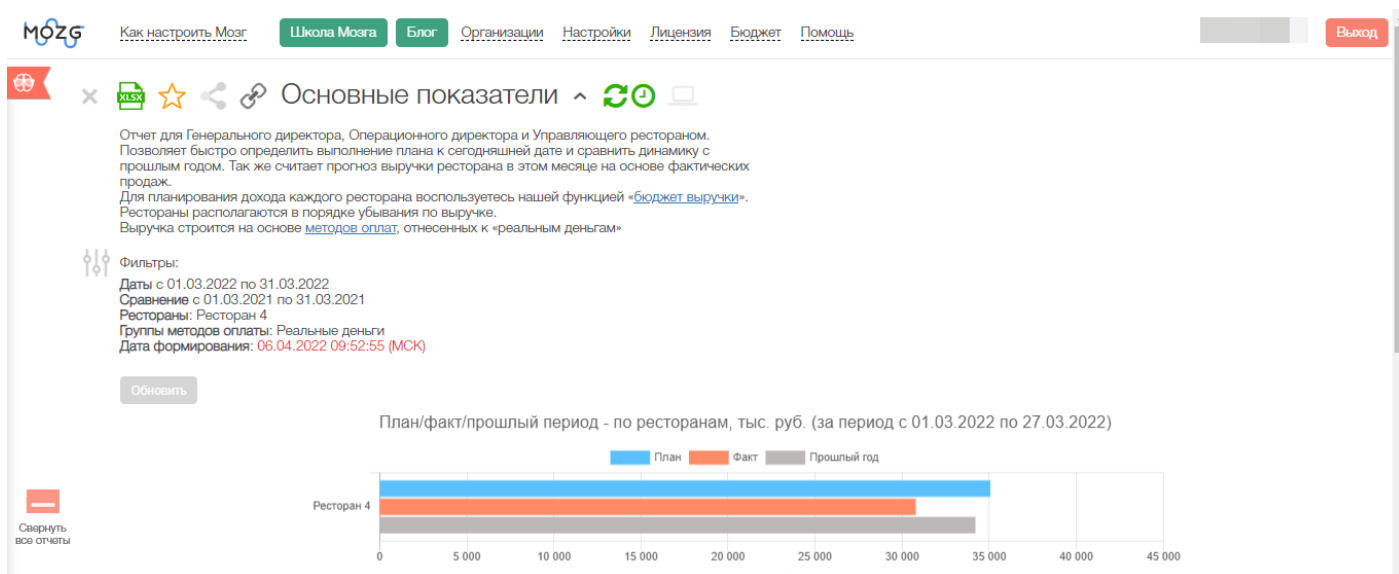 MOZG Как настроить Мозг Школа Мозга Блог Организации Настройки Лицензия Бюджет Помощь Выход
XLSX Основные показатели
Отчет для Генерального директора, Операционного директора и Управляющего рестораном.
Позволяет быстро определить выполнение плана к сегодняшней дате и сравнить динамику с
прошлым годом. Так же считает прогноз выручки ресторана в этом месяце на основе фактических
продаж.
Для планирования дохода каждого ресторана воспользуетесь нашей функцией «бюджет выручки».
Рестораны располагаются в порядке убывания по выручке.
Выручка строится на основе методов оплат, отнесенных к «реальным деньгам»
Фильтры:
Даты с 01.03.2022 по 31.03.2022
Сравнение с 01.03.2021 по 31.03.2021
Рестораны: Ресторан 4
Группы методов оплаты: Реальные деньги
Дата формирования: 06.04.2022 09:52:55 (МСК)
Обновить
План/факт/прошлый период - по ресторанам, тыс. руб. (за период с 01.03.2022 по 27.03.2022)
План Факт Прошлый год
Ресторан 4
0 5 000 10 000 15 000 20 000 25 000 30 000 35 000 40 000 45 000
Свернуть
все отчеты